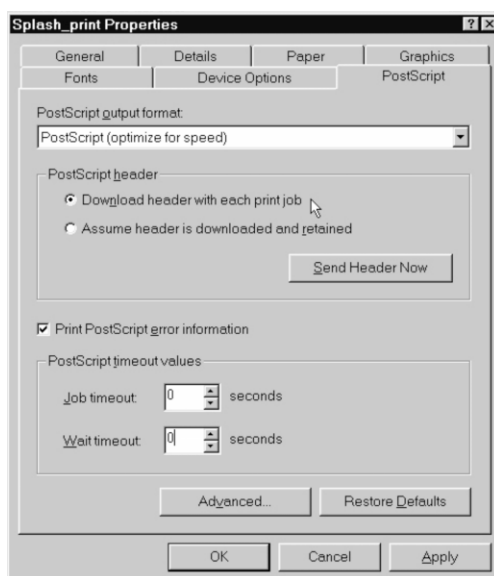 Splash_print Properties
General Details Paper Graphics
Fonts Device Options PostScript
PostScript output format:
PostScript (optimize for speed)
PostScript header
Download header with each print job
Assume header is downloaded and retained
Send Header Now
Print PostScript error information
PostScript timeout values
Job timeout: 0 seconds
Wait timeout: 0 seconds
Advanced... Restore Defaults
OK Cancel Apply